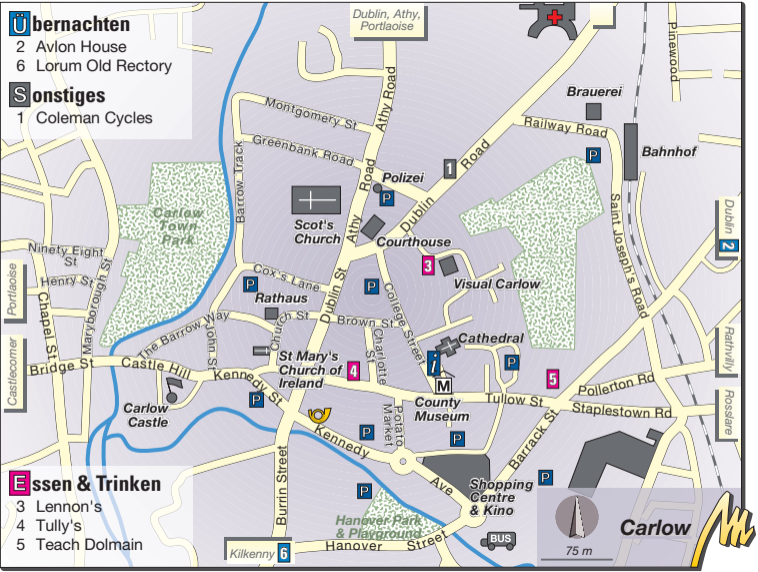 Übernachten
2 Avlon House
6 Lorum Old Rectory
Sonstiges
1 Coleman Cycles
Dublin, Athy,
Portlaoise
Pinewood
Brauerei
Railway Road
P
Bahnhof
Montgomery St
Athy Road
Greenbank Road
Barrow Track
Polizei
P
1
Dublin Road
Athy Road
Scot's
Church
Courthouse
Carlow
Town
Park
3
Visual Carlow
Saint Joseph's Road
Dublin
2
Ninety Eight
St
Henry St
Portlaoise
Chapel St
Maryborough St
Cox's Lane
P
P
Rathaus
Dublin St
College Street
The Barrow Way
John St
Church St
Brown St
Charlotte
St
Cathedral
i
P
Castlecomer
Bridge St
Castle Hill
St Mary's
Church of
Ireland
4
M
5
Pollerton Rd
Rathvilly
Carlow
Castle
Kennedy St
P
County
Museum
Tullow St
Staplestown Rd
Rosslare
Potato
Market
P
P
Kennedy Ave
Barrack St
Burrin Street
P
Shopping
Centre
& Kino
P
Hanover Park
& Playground
BUS
Kilkenny 6
Hanover Street
Essen & Trinken
3 Lennon's
4 Tully's
5 Teach Dolmain
75 m
Carlow